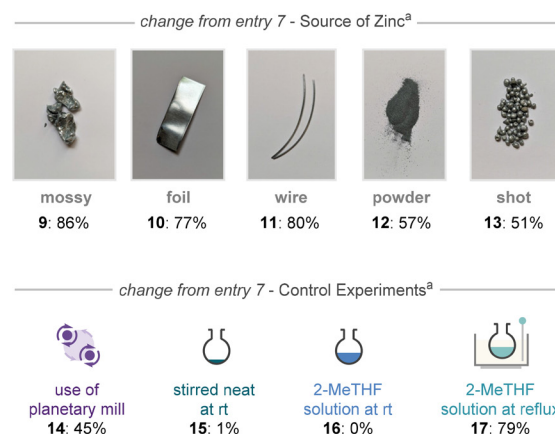 change from entry 7 - Source of Zincᵃ
mossy foil wire powder shot
9: 86% 10: 77% 11: 80% 12: 57% 13: 51%
change from entry 7 - Control Experimentsᵃ
use of stirred neat 2-MeTHF 2-MeTHF
planetary mill at rt solution at rt solution at reflux
14: 45% 15: 1% 16: 0% 17: 79%